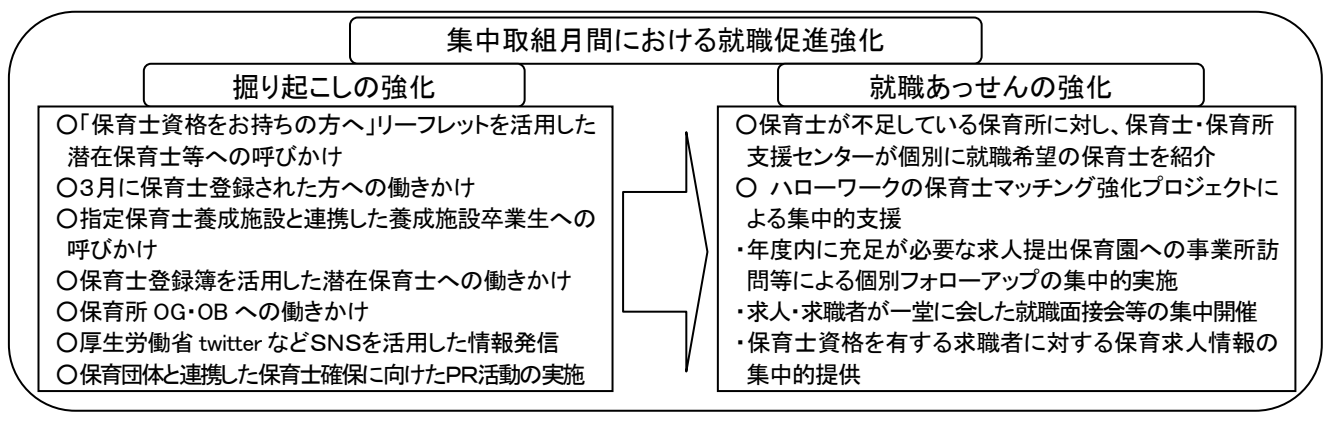 集中取組月間における就職促進強化
掘り起こしの強化
○「保育士資格をお持ちの方へ」リーフレットを活用した
潜在保育士等への呼びかけ
○3月に保育士登録された方への働きかけ
○指定保育士養成施設と連携した養成施設卒業生への
呼びかけ
○保育士登録簿を活用した潜在保育士への働きかけ
○保育所 OG・OB への働きかけ
○厚生労働省 twitter などSNSを活用した情報発信
○保育団体と連携した保育士確保に向けたPR活動の実施
就職あっせんの強化
○保育士が不足している保育所に対し、保育士・保育所
支援センターが個別に就職希望の保育士を紹介
○ ハローワークの保育士マッチング強化プロジェクトに
よる集中的支援
・年度内に充足が必要な求人提出保育園への事業所訪
問等による個別フォローアップの集中的実施
・求人・求職者が一堂に会した就職面接会等の集中開催
・保育士資格を有する求職者に対する保育求人情報の
集中的提供